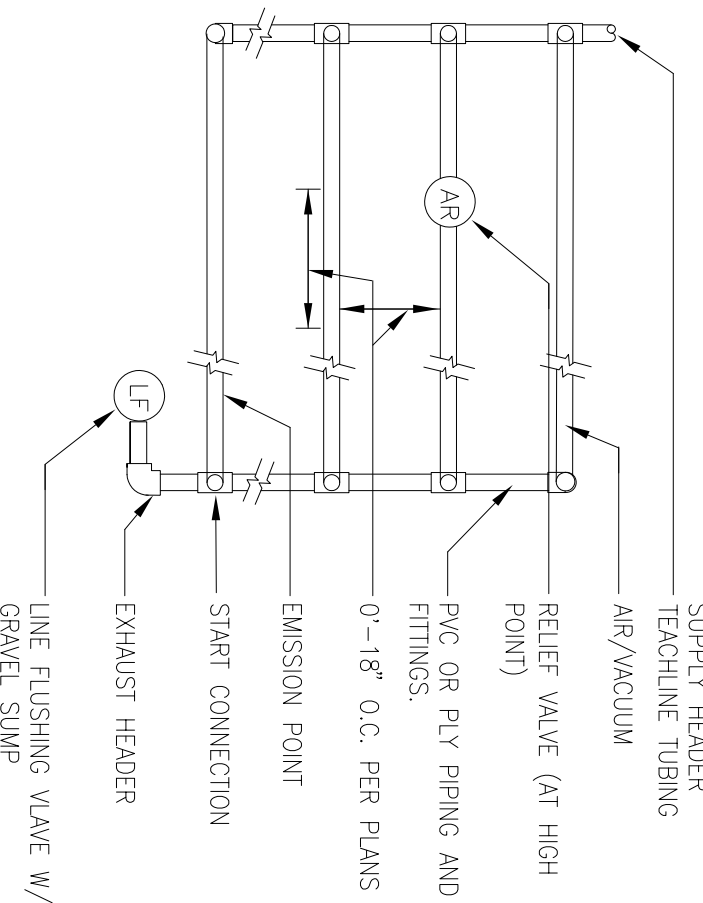 SUPPLY HEADER
TEACHLINE TUBING
AIR/VACUUM
RELIEF VALVE (AT HIGH
POINT)
PVC OR PLY PIPING AND
FITTINGS.
0'-18" O.C. PER PLANS
EMISSION POINT
START CONNECTION
EXHAUST HEADER
LINE FLUSHING VLAVE W/
GRAVEL SUMP
AR
LF